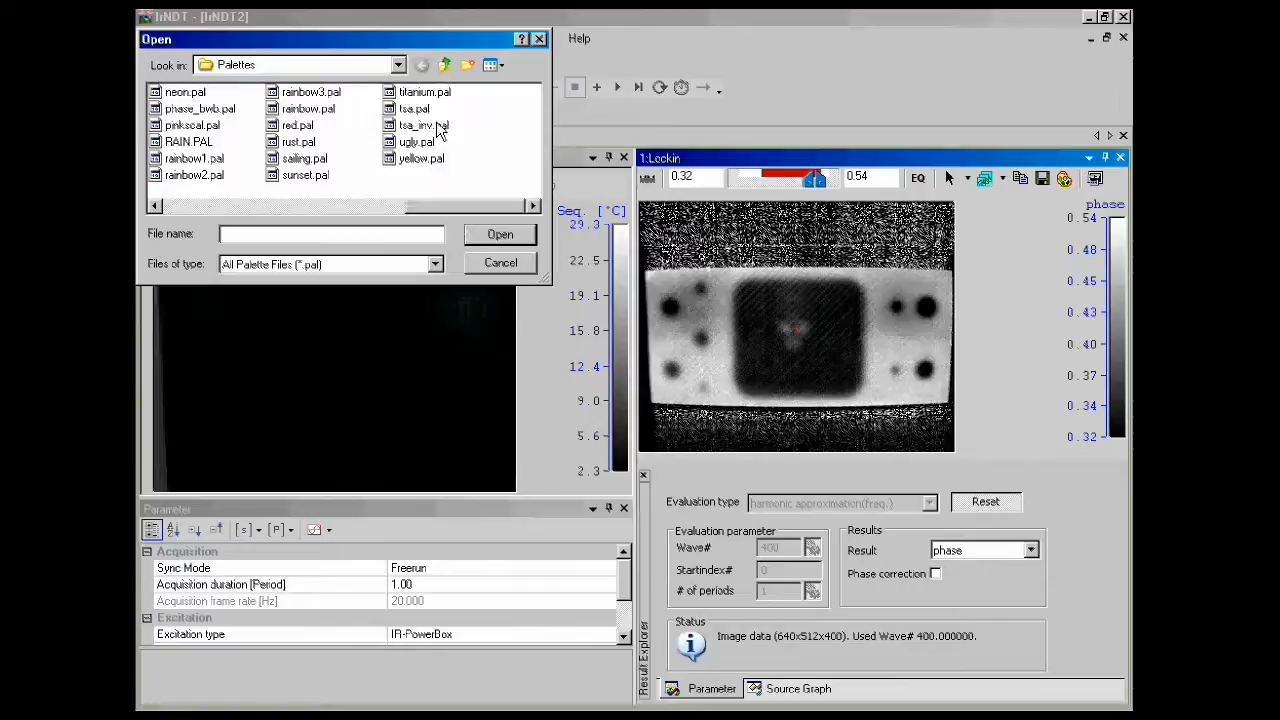 IrNDT - [IrNDT2]
Open
Help
Look in:
Palettes
neon.pal
phase_bwb.pal
pinkscal.pal
RAIN.PAL
rainbow1.pal
rainbow2.pal
rainbow3.pal
rainbow.pal
red.pal
rust.pal
sailing.pal
sunset.pal
titanium.pal
tsa.pal
tsa_inv.pal
ugly.pal
yellow.pal
File name:
Open
Files of type:
All Palette Files (*.pal)
Cancel
Seq. [°C]
29.3
22.5
19.1
15.8
12.4
9.0
5.6
2.3
1:Lockin
MM
0.32
0.54
EQ
phase
0.54
0.48
0.45
0.43
0.40
0.37
0.34
0.32
Parameter
[s]
[P]
Acquisition
Sync Mode Freerun
Acquisition duration [Period] 1.00
Acquisition frame rate [Hz] 20.000
Excitation
Excitation type IR-PowerBox
Result Explorer
Evaluation type harmonic approximation(freq.) Reset
Evaluation parameter
Wave# 400
Startindex# 0
# of periods 1
Results
Result phase
Phase correction
Status
Image data (640x512x400). Used Wave# 400.000000.
Parameter
Source Graph